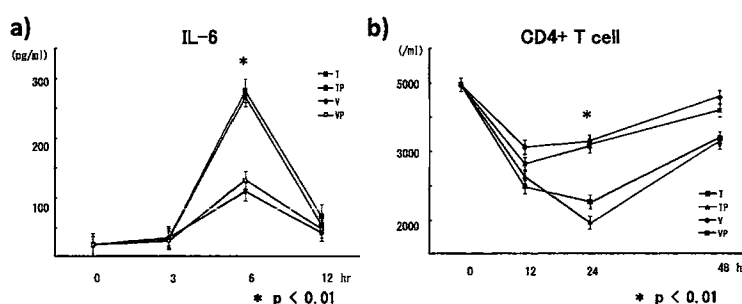 a)
IL-6
(pg/ml)
300
200
100
*
T
TP
V
VP
0 3 6 12 hr
* p < 0.01
b)
CD4+ T cell
(/ml)
5000
3000
2000
*
T
TP
V
VP
0 12 24 48 h
* p < 0.01